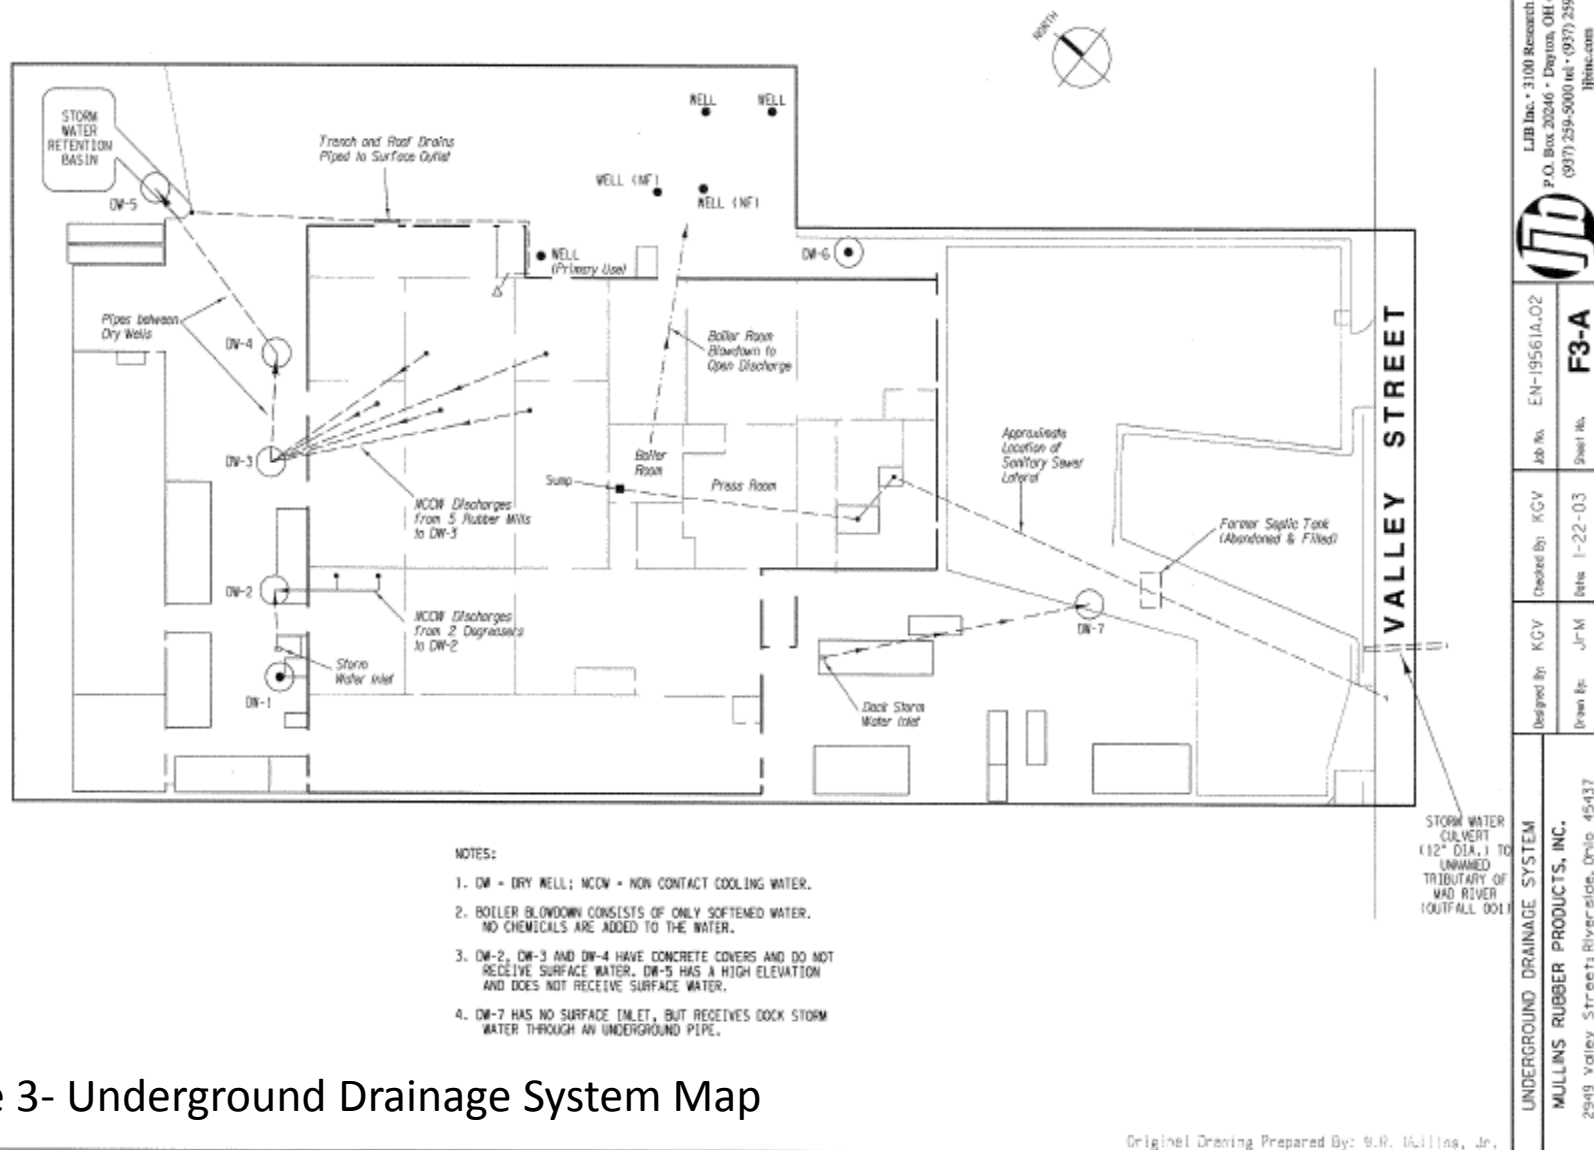 NORTH
STORM
WATER
RETENTION
BASIN
DW-5
Trench and Roof Drains
Piped to Surface Outlet
WELL
WELL
WELL (NF)
WELL (NF)
WELL
(Primary Use)
DW-6
Pipes between
Dry Wells
DW-4
Boiler Room
Blowdown to
Open Discharge
DW-3
NCCW Discharges
from 5 Rubber Mills
to DW-3
Sump
Boiler
Room
Press Room
Approximate
Location of
Sanitary Sewer
Lateral
Former Septic Tank
(Abandoned & Filled)
DW-2
NCCW Discharges
from 2 Degreasers
to DW-2
Storm
Water Inlet
DW-1
DW-7
Dock Storm
Water Inlet
VALLEY STREET
STORM WATER
CULVERT
(12" DIA.) TO
UNNAMED
TRIBUTARY OF
MAD RIVER
(OUTFALL 001)
NOTES:
1. DW - DRY WELL; NCCW - NON CONTACT COOLING WATER.
2. BOILER BLOWDOWN CONSISTS OF ONLY SOFTENED WATER.
NO CHEMICALS ARE ADDED TO THE WATER.
3. DW-2, DW-3 AND DW-4 HAVE CONCRETE COVERS AND DO NOT
RECEIVE SURFACE WATER. DW-5 HAS A HIGH ELEVATION
AND DOES NOT RECEIVE SURFACE WATER.
4. DW-7 HAS NO SURFACE INLET, BUT RECEIVES DOCK STORM
WATER THROUGH AN UNDERGROUND PIPE.
e 3- Underground Drainage System Map
Original Drawing Prepared By: W.R. Mullins, Jr.
LJB Inc. • 3100 Research
P.O. Box 20246 • Dayton, OH
(937) 259-5000 tel • (937) 259
ljbinc.com
ljb
Job No. EN-19561A.02
Sheet No. F3-A
Checked By: KGV
Date: 1-22-03
Designed By: KGV
Drawn By: JrM
UNDERGROUND DRAINAGE SYSTEM
MULLINS RUBBER PRODUCTS, INC.
2949 Valley Street; Riverside, Ohio 45437